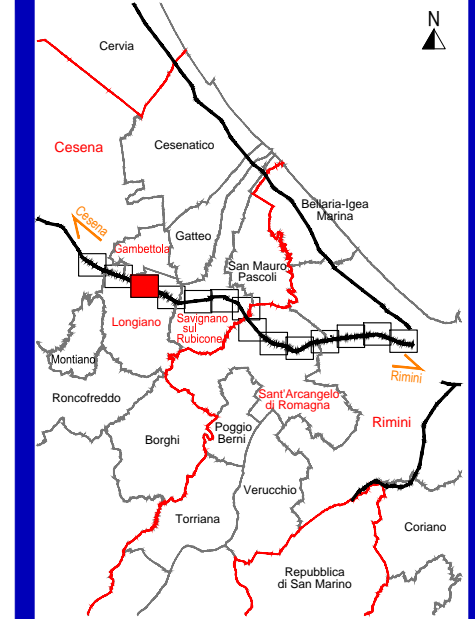 N
Cervia
Cesena
Cesenatico
Bellaria-Igea
Marina
Cesena
Gatteo
Gambettola
San Mauro
Pascoli
Longiano
Savignano
sul
Rubicone
Montiano
Rimini
Roncofreddo
Sant'Arcangelo
di Romagna
Poggio
Berni
Rimini
Borghi
Verucchio
Torriana
Coriano
Repubblica
di San Marino